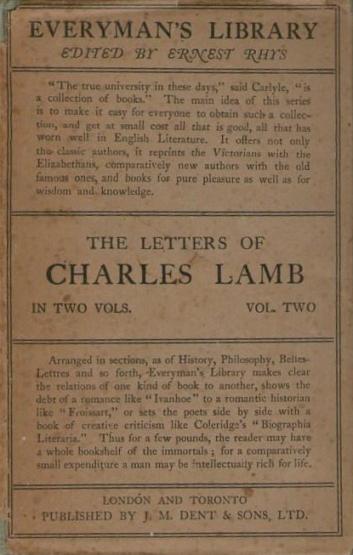 EVERYMAN'S LIBRARY
EDITED BY ERNEST RHYS
"The true university in these days," said Carlyle, "is
a collection of books." The main idea of this series
is to make it easy for everyone to obtain such a collec-
tion, and get at small cost all that is good, all that has
worn well in English Literature. It offers not only
the classic authors, it reprints the Victorians with the
Elizabethans, comparatively new authors with the old
famous ones, and books for pure pleasure as well as for
wisdom and knowledge.
THE LETTERS OF
CHARLES LAMB
IN TWO VOLS. VOL. TWO
Arranged in sections, as of History, Philosophy, Belles-
Lettres and so forth, Everyman's Library makes clear
the relations of one kind of book to another, shows the
debt of a romance like "Ivanhoe" to a romantic historian
like "Froissart," or sets the poets side by side with a
book of creative criticism like Coleridge's "Biographia
Literaria." Thus for a few pounds, the reader may have
a whole bookshelf of the immortals; for a comparatively
small expenditure a man may be intellectually rich for life.
LONDON AND TORONTO
PUBLISHED BY J. M. DENT & SONS, LTD.